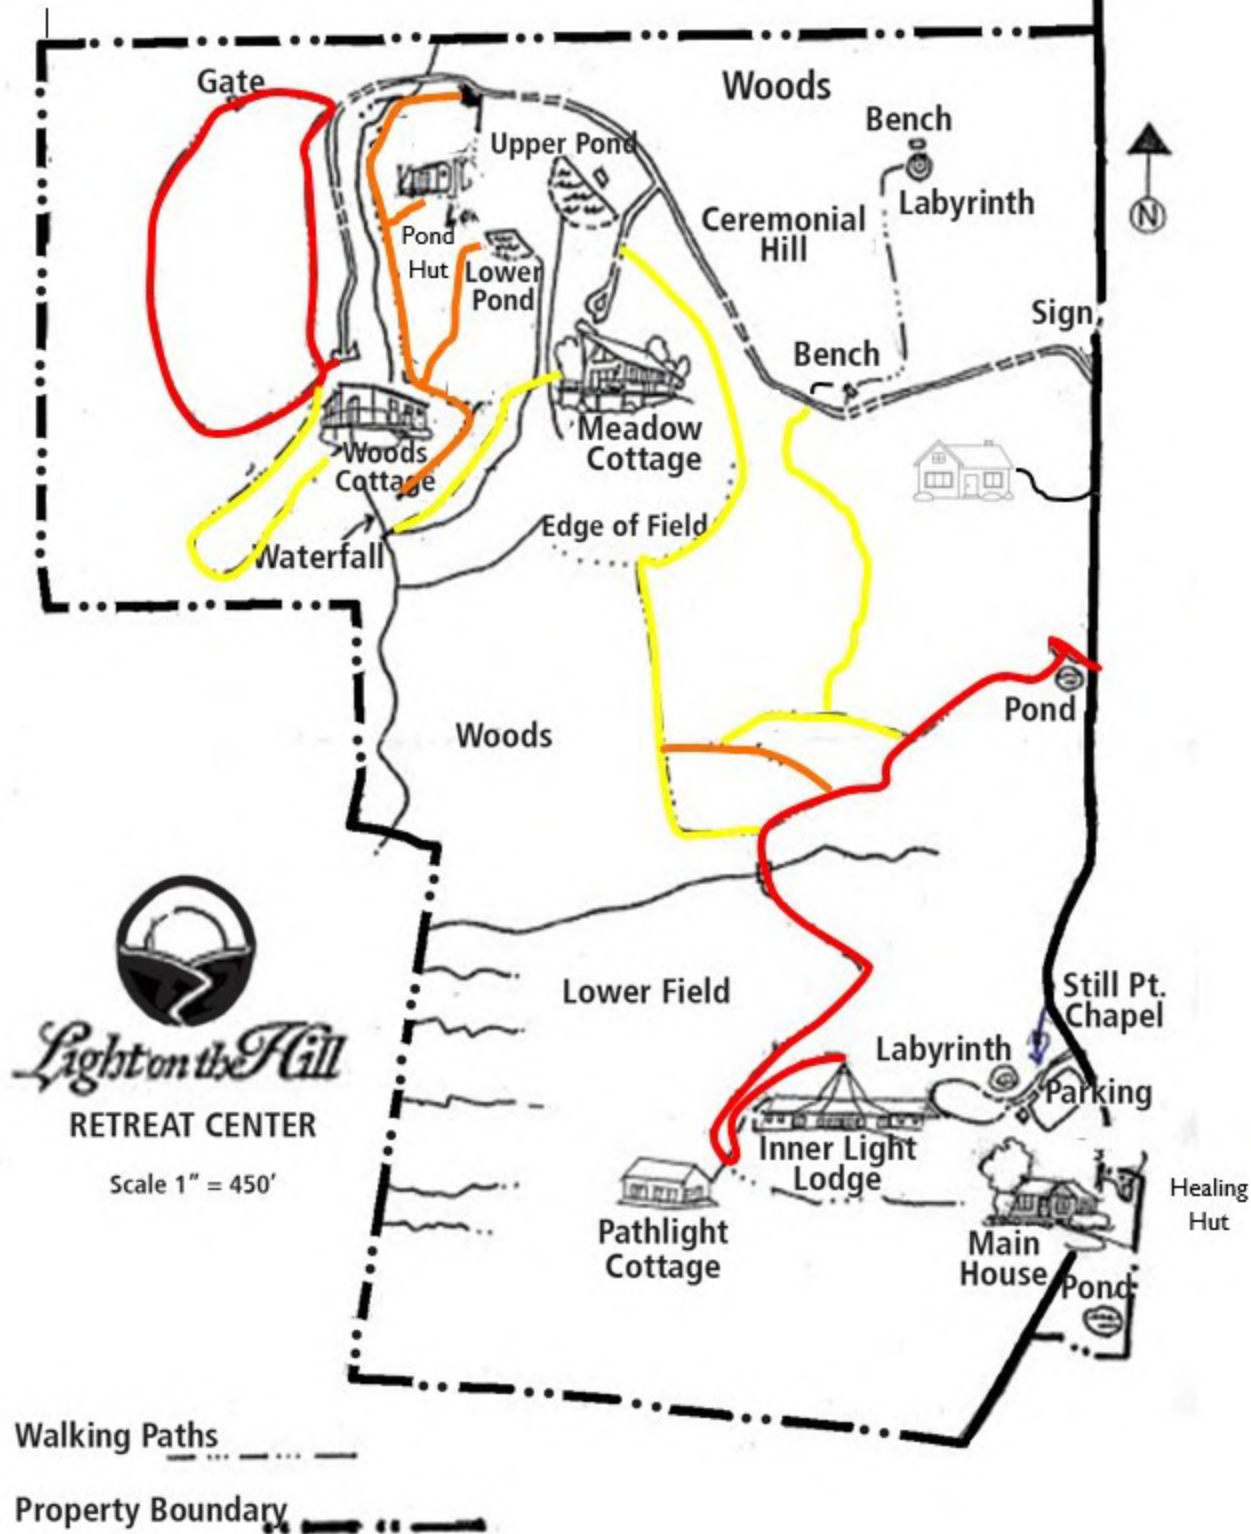 Gate
Woods
Bench
Upper Pond
Labyrinth
Ceremonial
Hill
Pond
Hut
Lower
Pond
Sign
Bench
Meadow
Cottage
Woods
Cottage
Edge of Field
Waterfall
Pond
Woods
Lower Field
Still Pt.
Chapel
Labyrinth
Parking
Light on the Hill
RETREAT CENTER
Scale 1” = 450’
Inner Light
Lodge
Pathlight
Cottage
Main
House
Healing
Hut
Pond
Walking Paths
Property Boundary
N